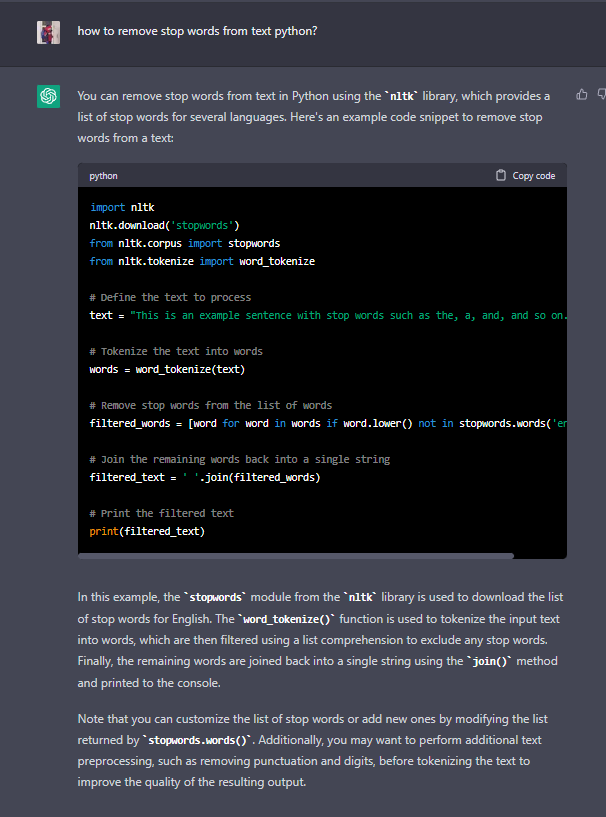 how to remove stop words from text python?
You can remove stop words from text in Python using the `nltk` library, which provides a
list of stop words for several languages. Here's an example code snippet to remove stop
words from a text:
python
Copy code
import nltk
nltk.download('stopwords')
from nltk.corpus import stopwords
from nltk.tokenize import word_tokenize
# Define the text to process
text = "This is an example sentence with stop words such as the, a, and, and so on.
# Tokenize the text into words
words = word_tokenize(text)
# Remove stop words from the list of words
filtered_words = [word for word in words if word.lower() not in stopwords.words('en
# Join the remaining words back into a single string
filtered_text = ' '.join(filtered_words)
# Print the filtered text
print(filtered_text)
In this example, the `stopwords` module from the `nltk` library is used to download the list
of stop words for English. The `word_tokenize()` function is used to tokenize the input text
into words, which are then filtered using a list comprehension to exclude any stop words.
Finally, the remaining words are joined back into a single string using the `join()` method
and printed to the console.
Note that you can customize the list of stop words or add new ones by modifying the list
returned by `stopwords.words()`. Additionally, you may want to perform additional text
preprocessing, such as removing punctuation and digits, before tokenizing the text to
improve the quality of the resulting output.